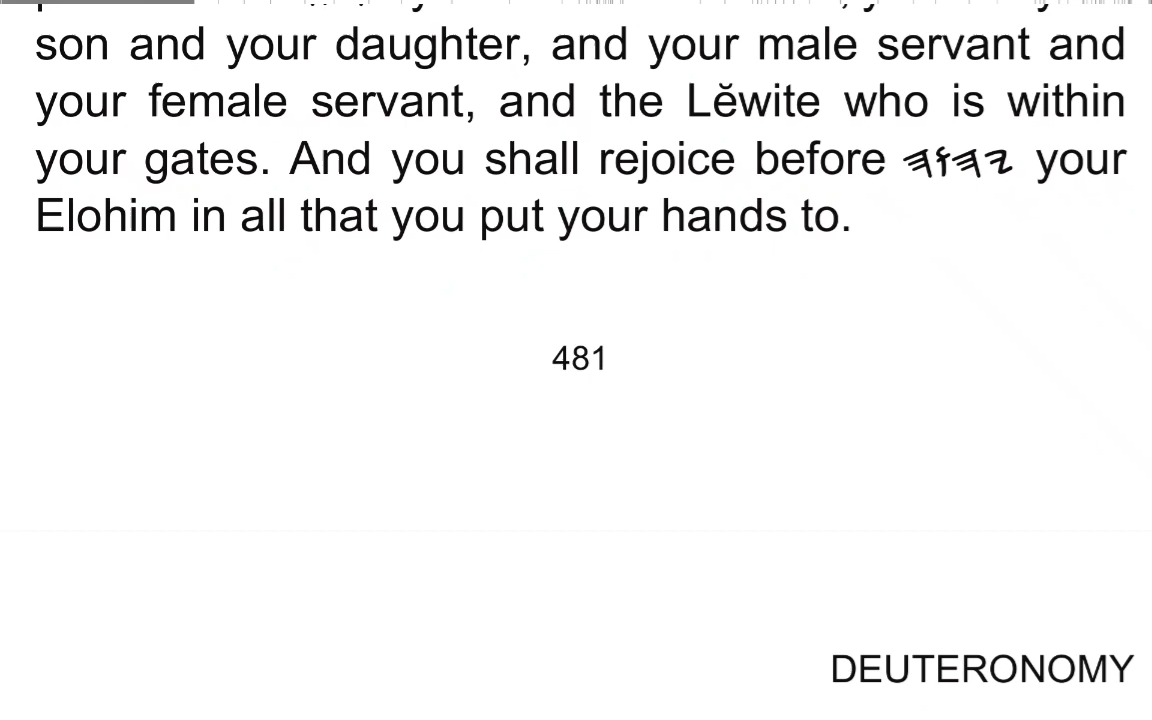 son and your daughter, and your male servant and
your female servant, and the Lĕwite who is within
your gates. And you shall rejoice before 𐤉𐤄𐤅𐤄 your
Elohim in all that you put your hands to.
481
DEUTERONOMY